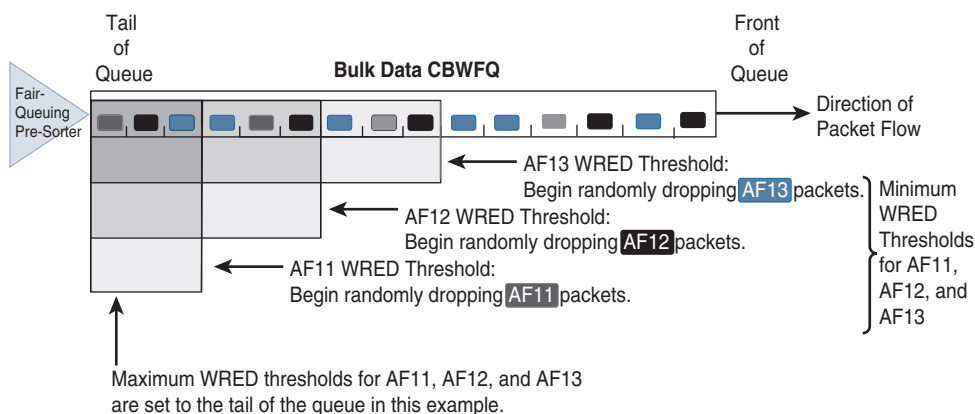 Tail
of
Queue
Front
of
Queue
Bulk Data CBWFQ
Fair-
Queuing
Pre-Sorter
Direction of
Packet Flow
AF13 WRED Threshold:
Begin randomly dropping AF13 packets.
AF12 WRED Threshold:
Begin randomly dropping AF12 packets.
AF11 WRED Threshold:
Begin randomly dropping AF11 packets.
Minimum
WRED
Thresholds
for AF11,
AF12, and
AF13
Maximum WRED thresholds for AF11, AF12, and AF13
are set to the tail of the queue in this example.